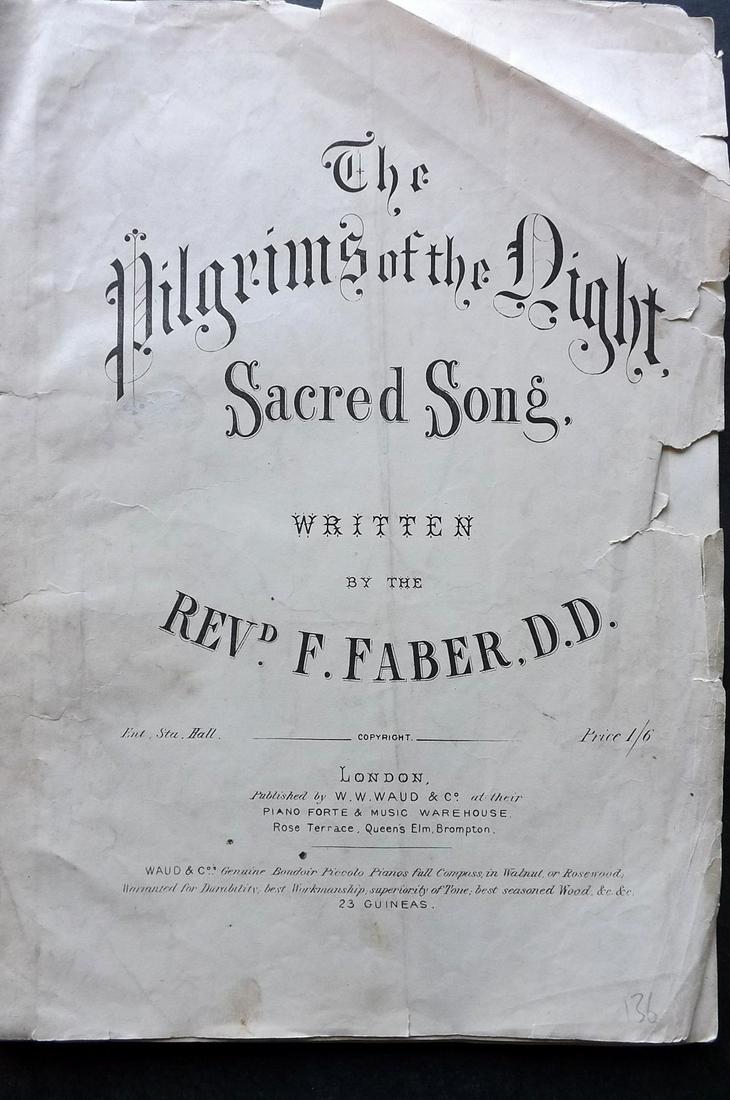 The
Pilgrims of the Night,
Sacred Song,
WRITTEN
BY THE
REVD. F. FABER, D.D.
Ent. Sta. Hall. COPYRIGHT. Price 1/6
LONDON,
Published by W. W. WAUD & Co. at their
PIANO FORTE & MUSIC WAREHOUSE.
Rose Terrace, Queen's Elm, Brompton.
WAUD & Co's. Genuine Boudoir Piccolo Pianos full Compass, in Walnut, or Rosewood,
Warranted for Durability, best Workmanship, superiority of Tone; best seasoned Wood, &c. &c.
23 GUINEAS.
136